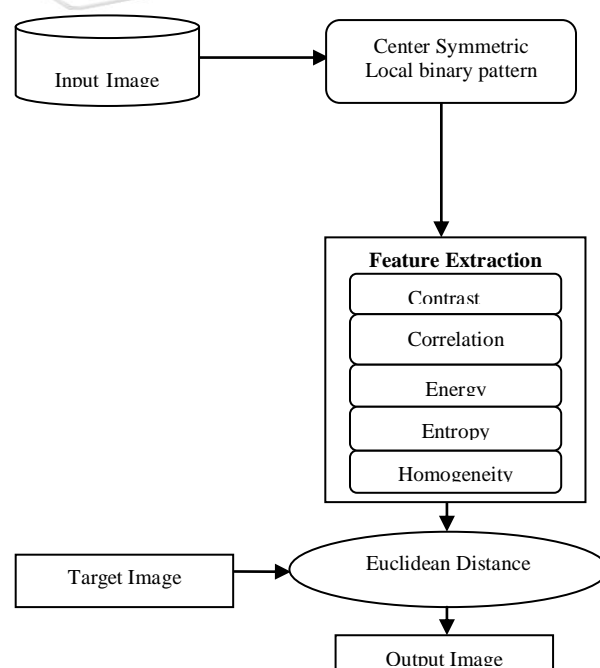 Input Image
Center Symmetric
Local binary pattern
Feature Extraction
Contrast
Correlation
Energy
Entropy
Homogeneity
Target Image
Euclidean Distance
Output Image